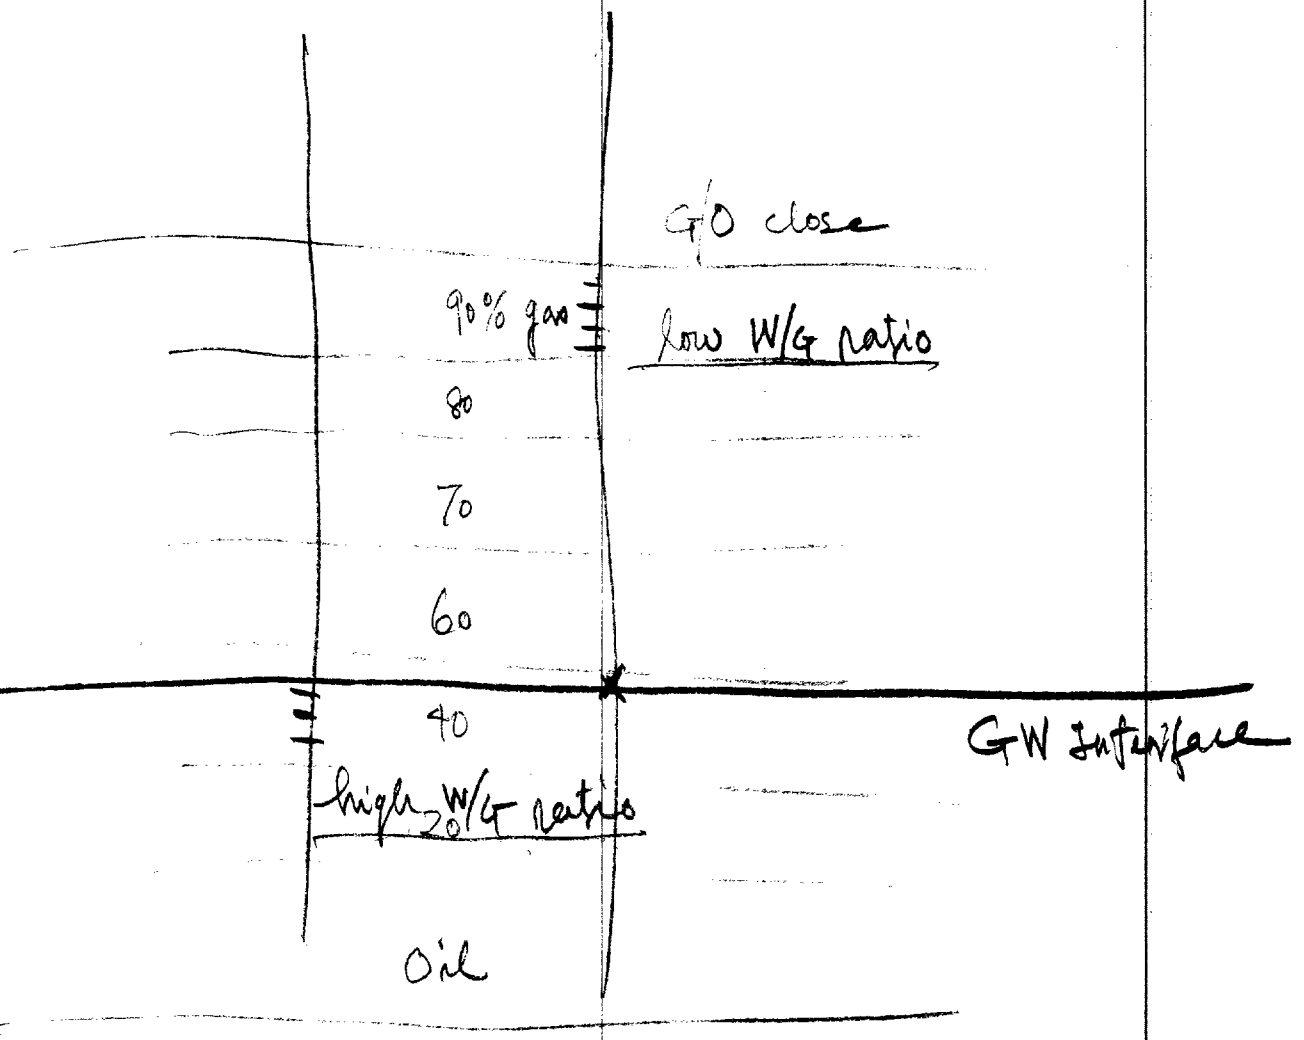 G/O close
90% gas
low W/G ratio
80
70
60
40
GW Interface
high W/G ratio
20
Oil